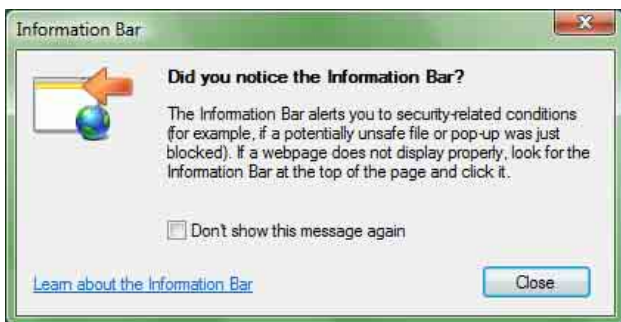 Information Bar
Did you notice the Information Bar?
The Information Bar alerts you to security-related conditions
(for example, if a potentially unsafe file or pop-up was just
blocked). If a webpage does not display properly, look for the
Information Bar at the top of the page and click it.
Don't show this message again
Learn about the Information Bar
Close